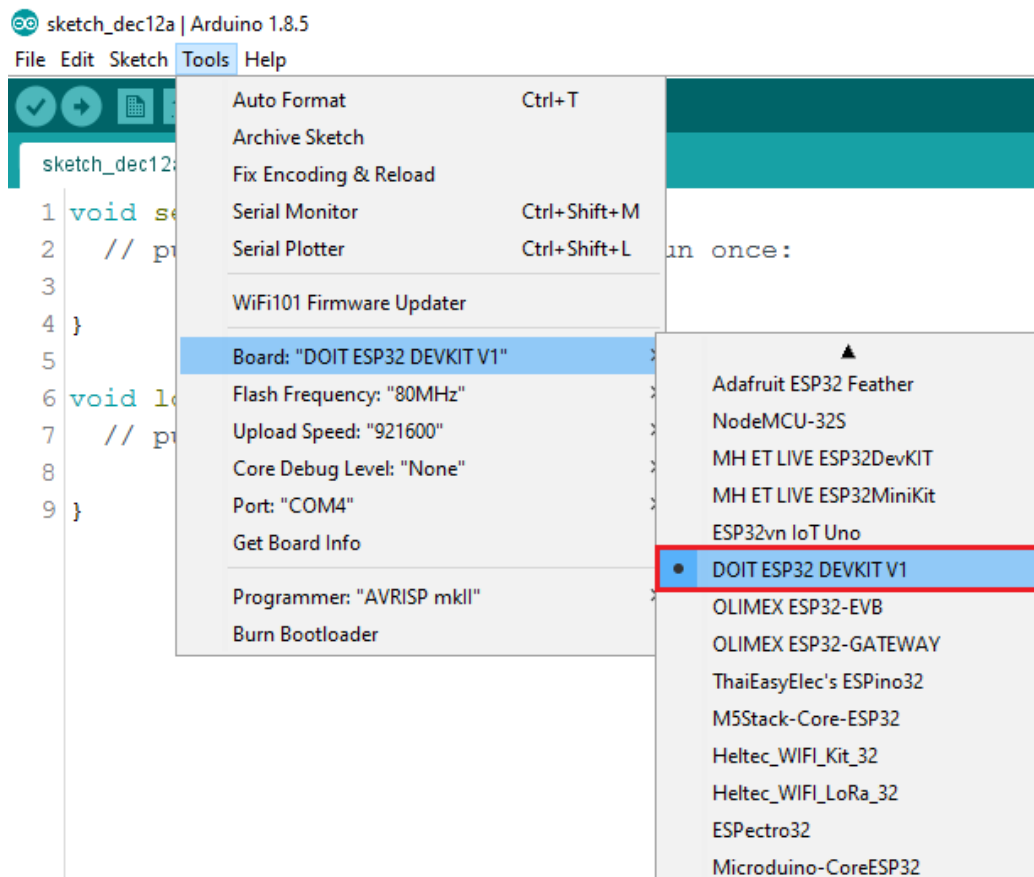 sketch_dec12a | Arduino 1.8.5
File Edit Sketch Tools Help
Auto Format Ctrl+T
Archive Sketch
Fix Encoding & Reload
Serial Monitor Ctrl+Shift+M
Serial Plotter Ctrl+Shift+L
WiFi101 Firmware Updater
Board: "DOIT ESP32 DEVKIT V1"
Flash Frequency: "80MHz"
Upload Speed: "921600"
Core Debug Level: "None"
Port: "COM4"
Get Board Info
Programmer: "AVRISP mkII"
Burn Bootloader
sketch_dec12a
1 void
2 // once:
3
4 }
5
6 void
7 //
8
9 }
Adafruit ESP32 Feather
NodeMCU-32S
MH ET LIVE ESP32DevKIT
MH ET LIVE ESP32MiniKit
ESP32vn IoT Uno
DOIT ESP32 DEVKIT V1
OLIMEX ESP32-EVB
OLIMEX ESP32-GATEWAY
ThaiEasyElec's ESPino32
M5Stack-Core-ESP32
Heltec_WIFI_Kit_32
Heltec_WIFI_LoRa_32
ESPectro32
Microduino-CoreESP32